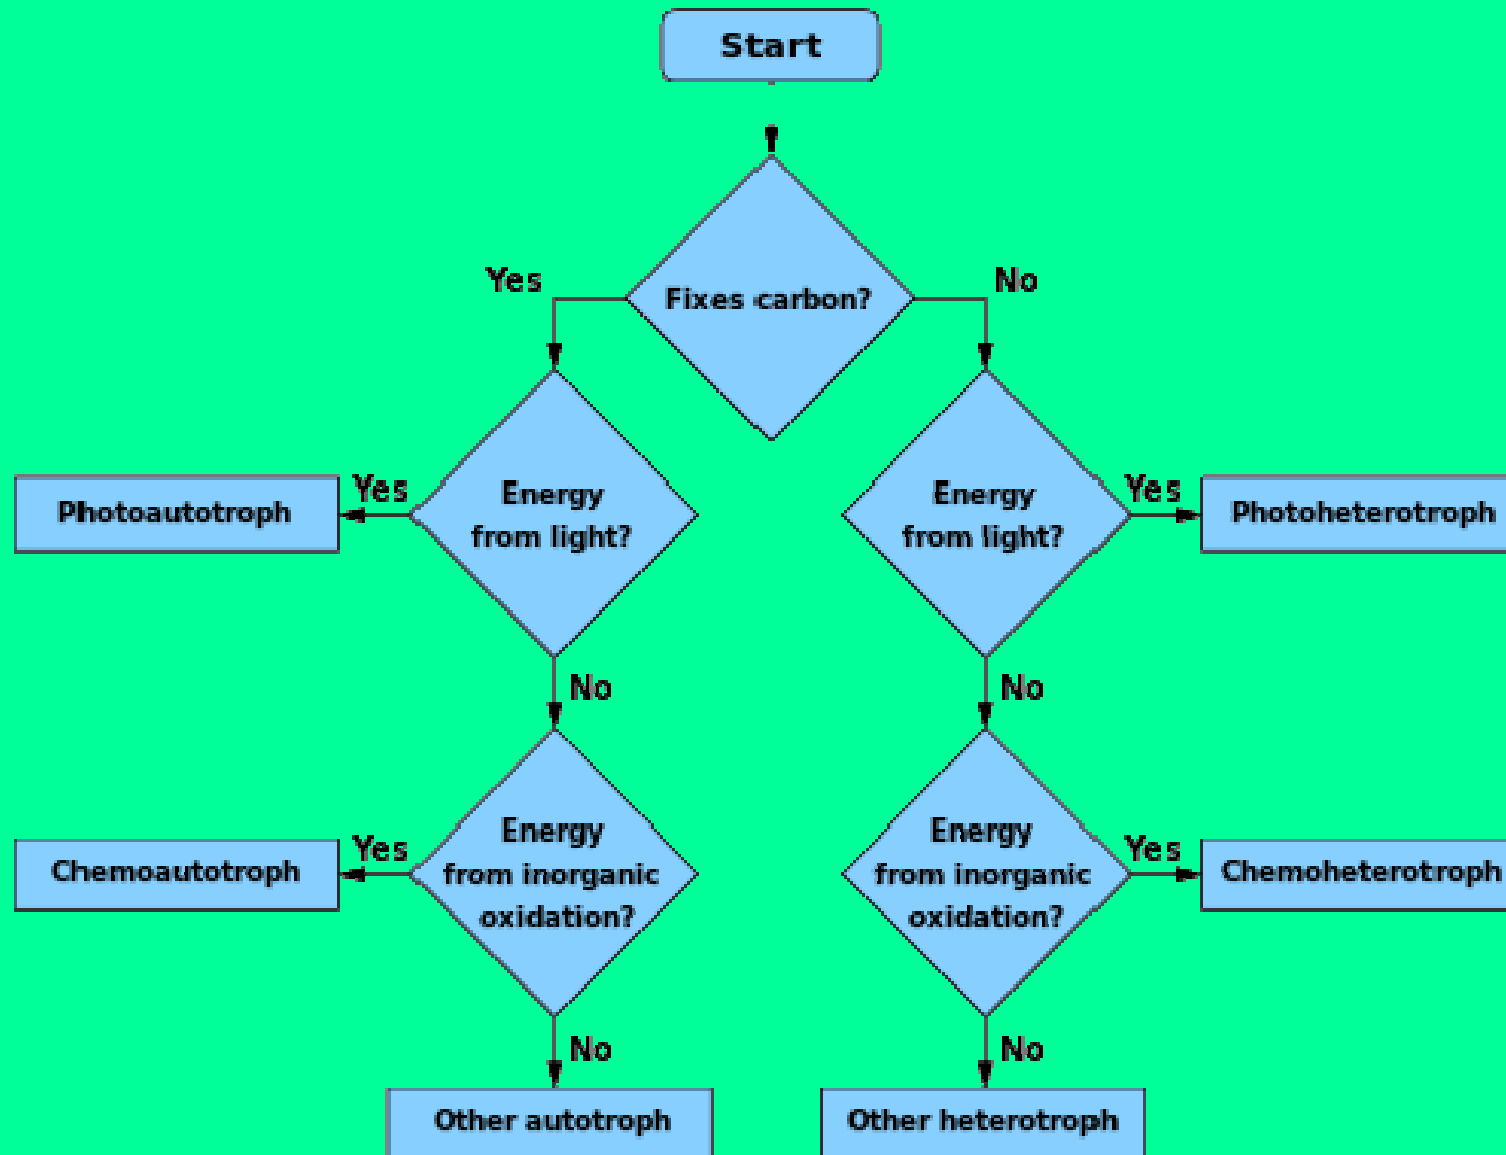 Start
Yes
No
Fixes carbon?
Photoautotroph
Yes
Energy
from light?
Energy
from light?
Yes
Photoheterotroph
No
No
Chemoautotroph
Yes
Energy
from inorganic
oxidation?
Energy
from inorganic
oxidation?
Yes
Chemoheterotroph
No
No
Other autotroph
Other heterotroph